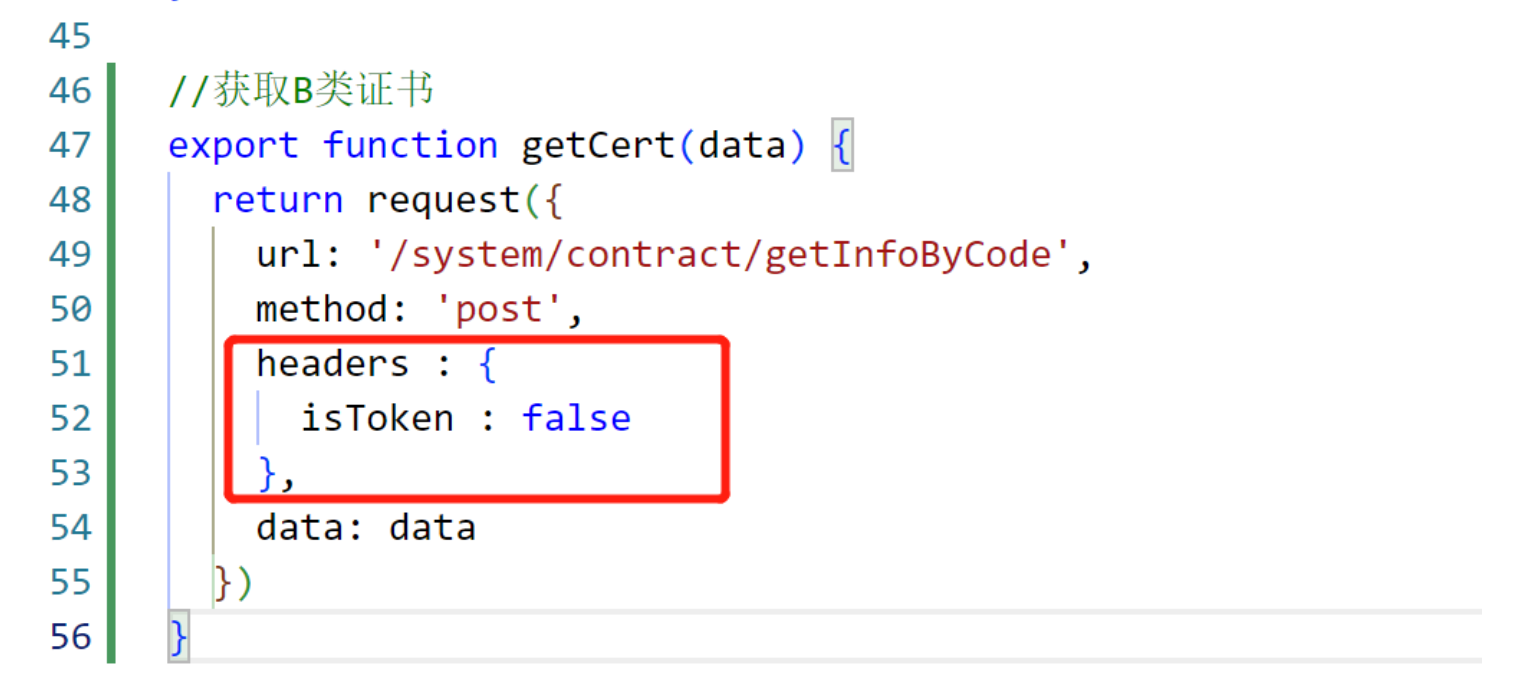 45
46 //获取B类证书
47 export function getCert(data) {
48 return request({
49 url: '/system/contract/getInfoByCode',
50 method: 'post',
51 headers : {
52 isToken : false
53 },
54 data: data
55 })
56 }